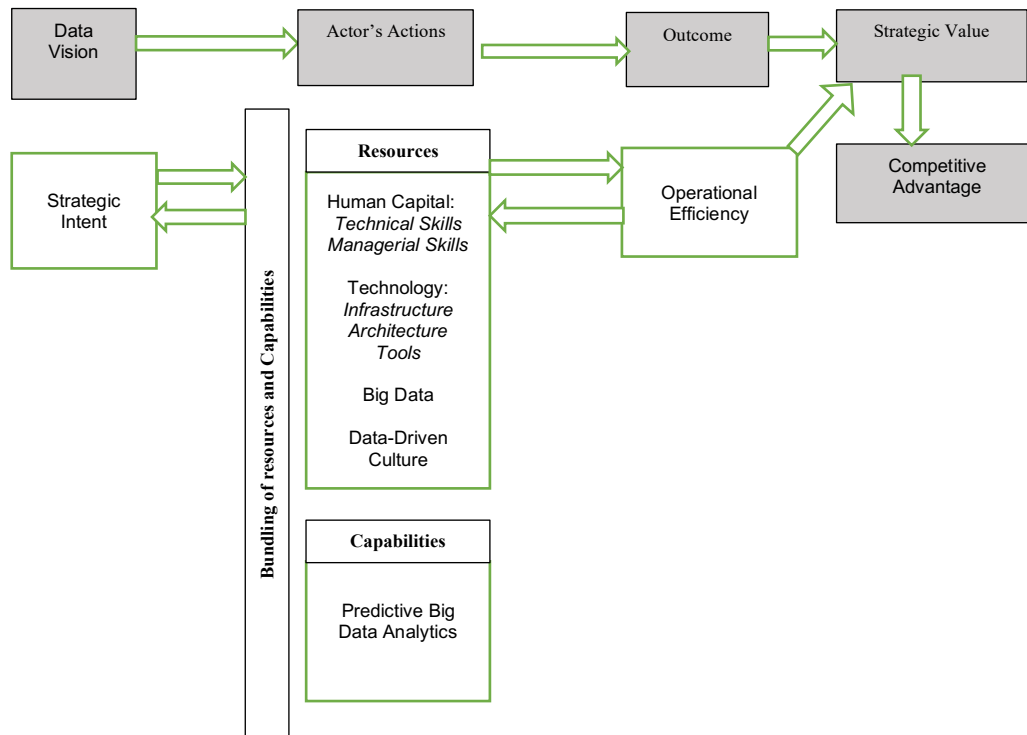 Data
Vision
Actor's Actions
Outcome
Strategic Value
Competitive
Advantage
Strategic
Intent
Bundling of resources and Capabilities
Resources
Human Capital:
Technical Skills
Managerial Skills
Technology:
Infrastructure
Architecture
Tools
Big Data
Data-Driven
Culture
Operational
Efficiency
Capabilities
Predictive Big
Data Analytics